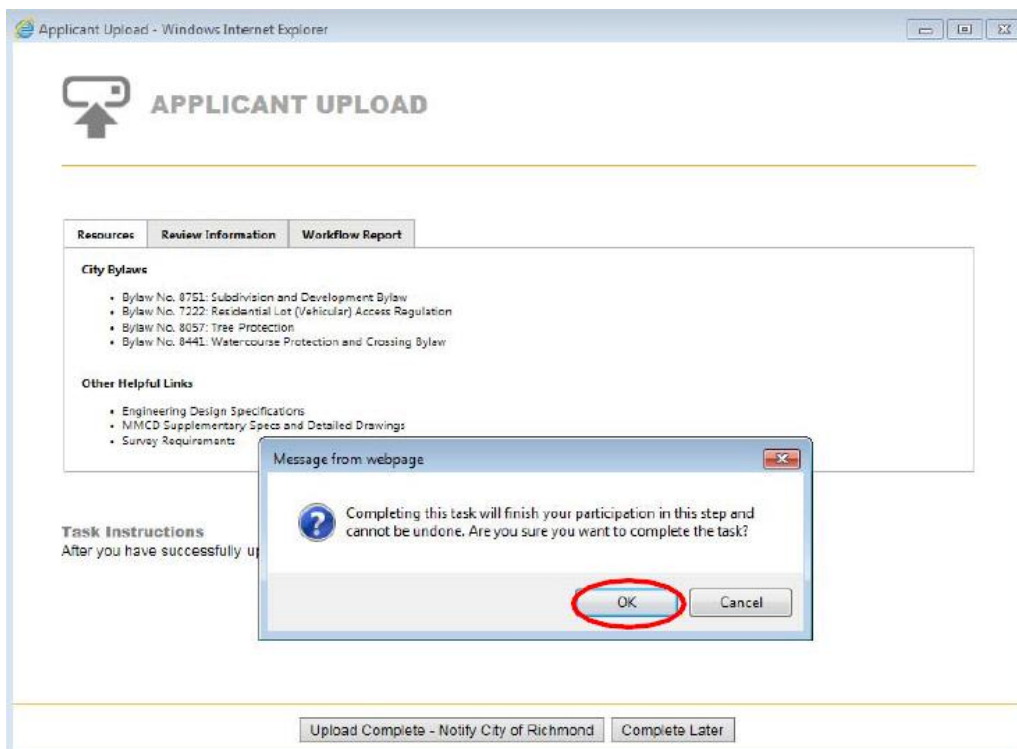 Applicant Upload - Windows Internet Explorer
APPLICANT UPLOAD
Resources Review Information Workflow Report
City Bylaws
• Bylaw No. 8751: Subdivision and Development Bylaw
• Bylaw No. 7222: Residential Lot (Vehicular) Access Regulation
• Bylaw No. 8057: Tree Protection
• Bylaw No. 8441: Watercourse Protection and Crossing Bylaw
Other Helpful Links
• Engineering Design Specifications
• MMCD Supplementary Specs and Detailed Drawings
• Survey Requirements
Message from webpage
Completing this task will finish your participation in this step and
cannot be undone. Are you sure you want to complete the task?
OK Cancel
Task Instructions
After you have successfully
Upload Complete - Notify City of Richmond Complete Later